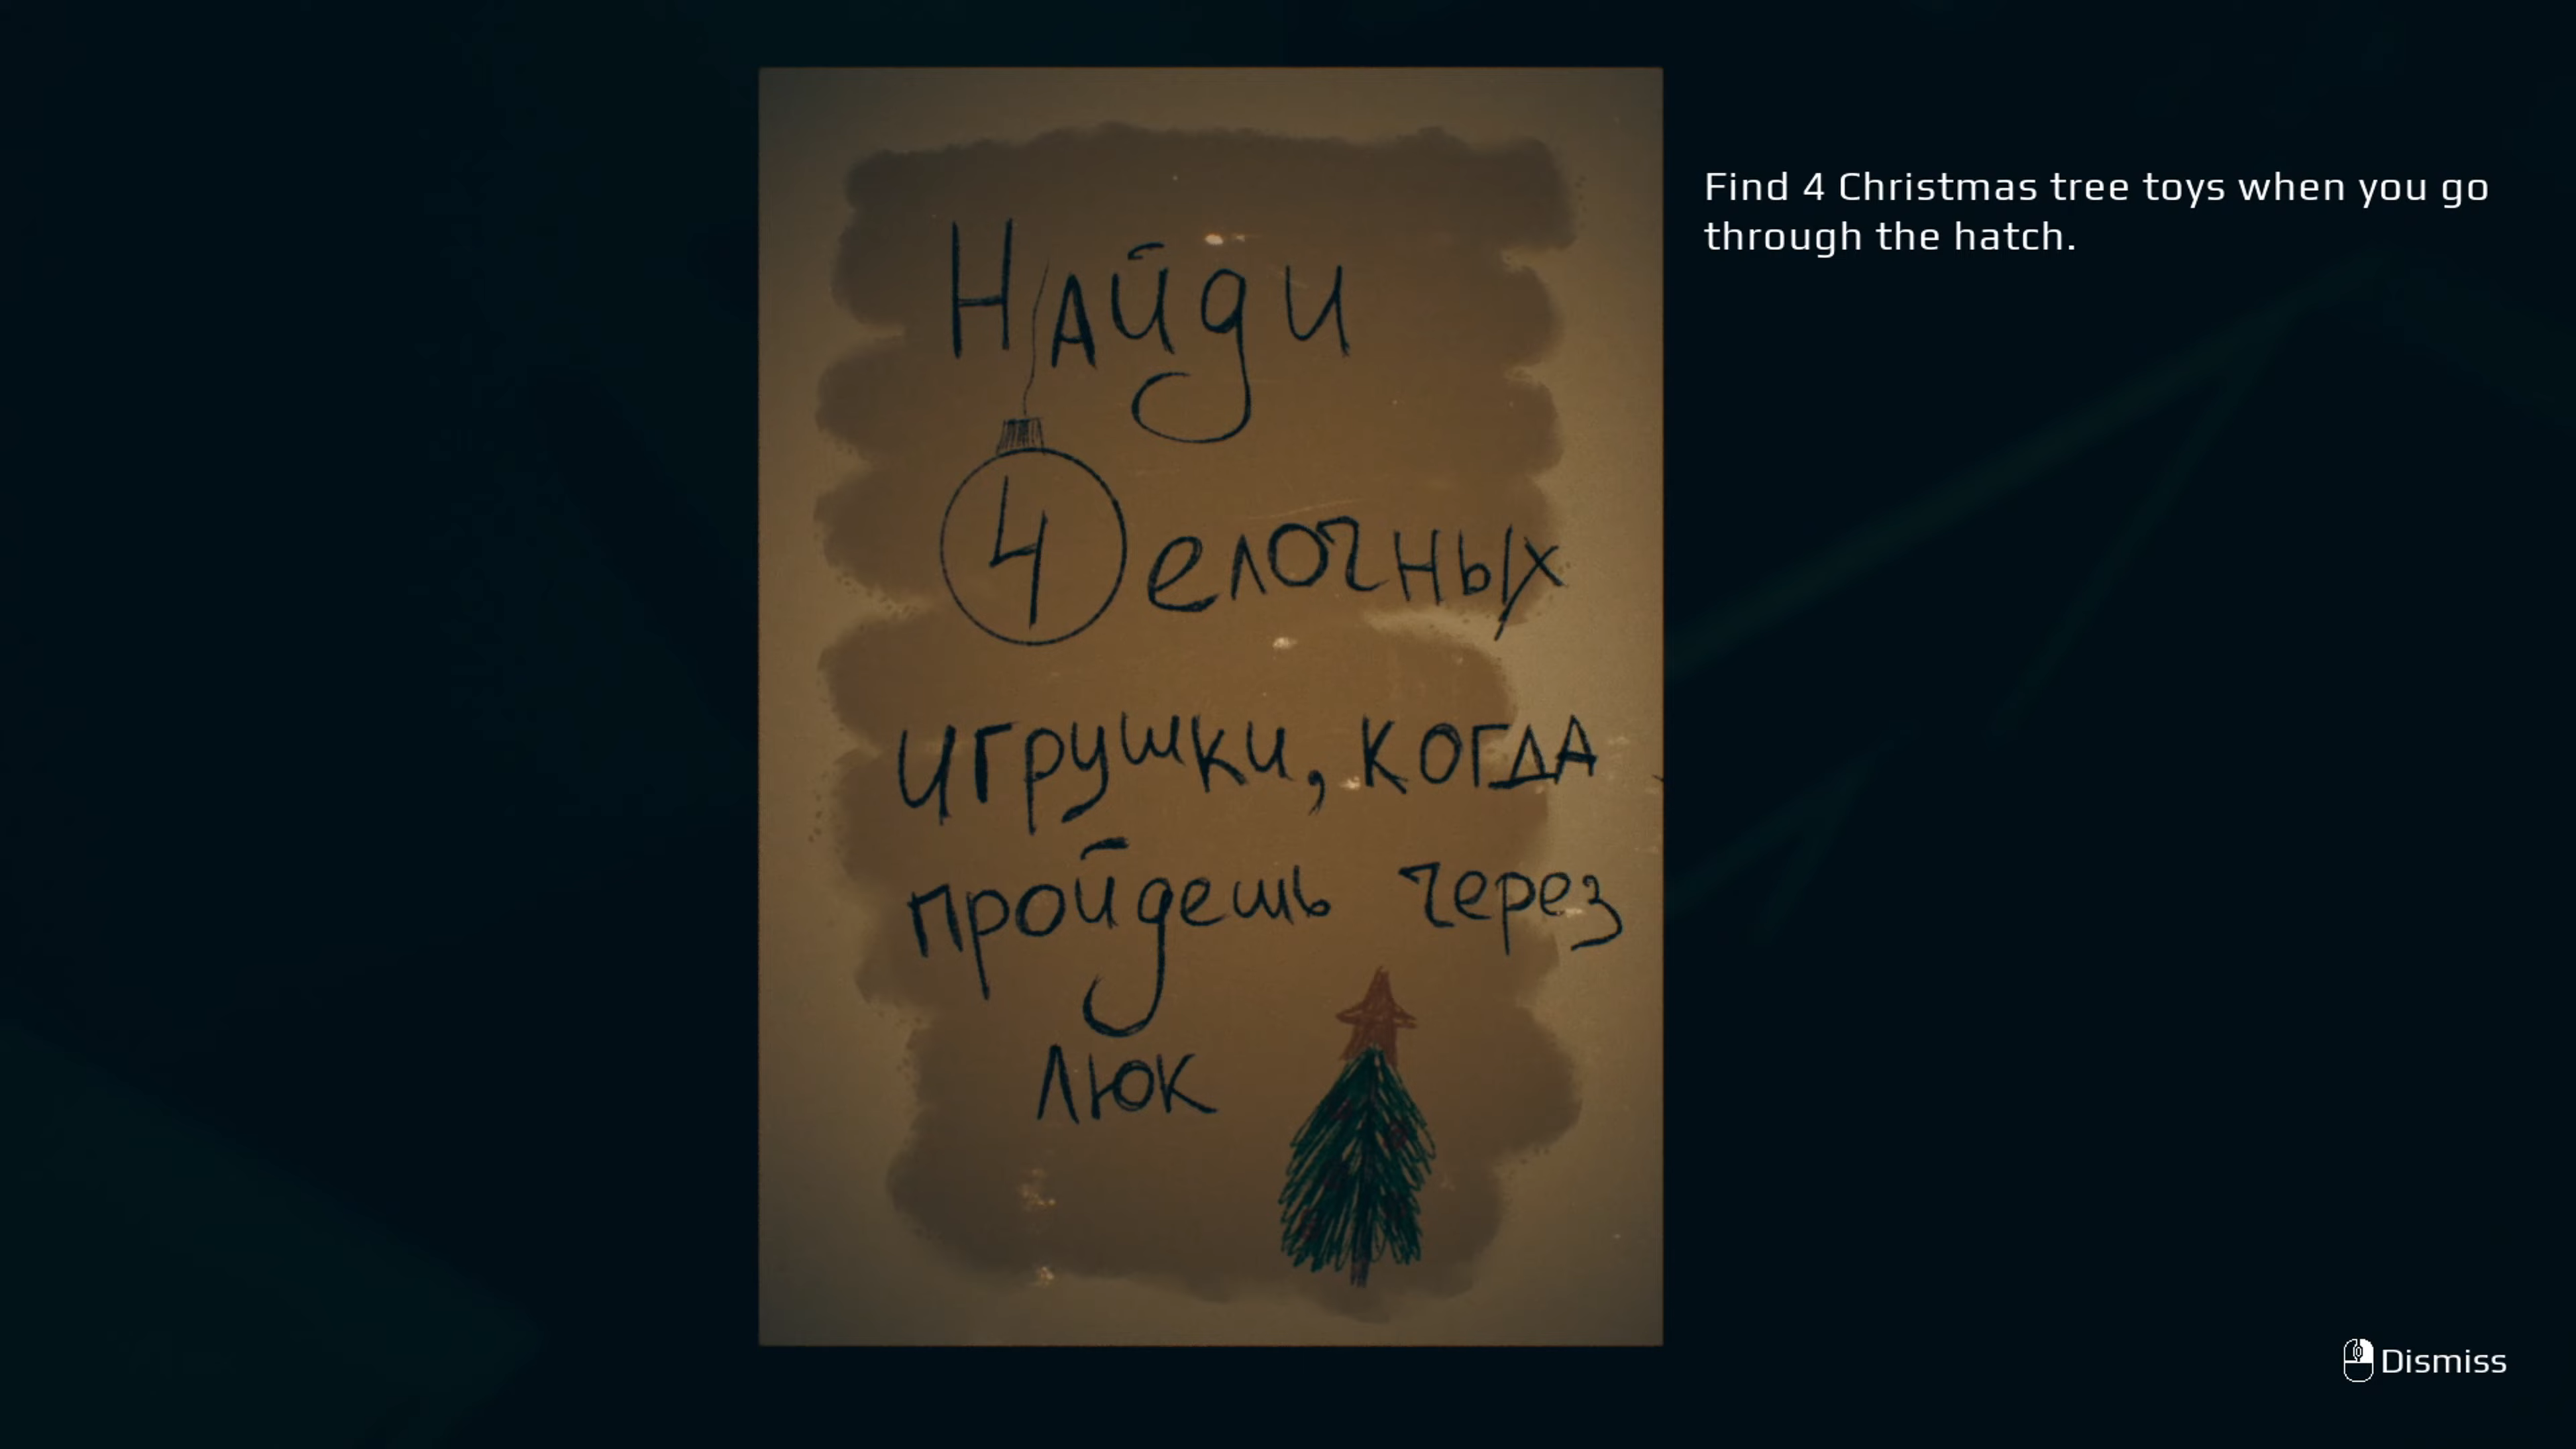 Найди
4 елочных
игрушки, когда
пройдешь через
люк
Find 4 Christmas tree toys when you go
through the hatch.
Dismiss